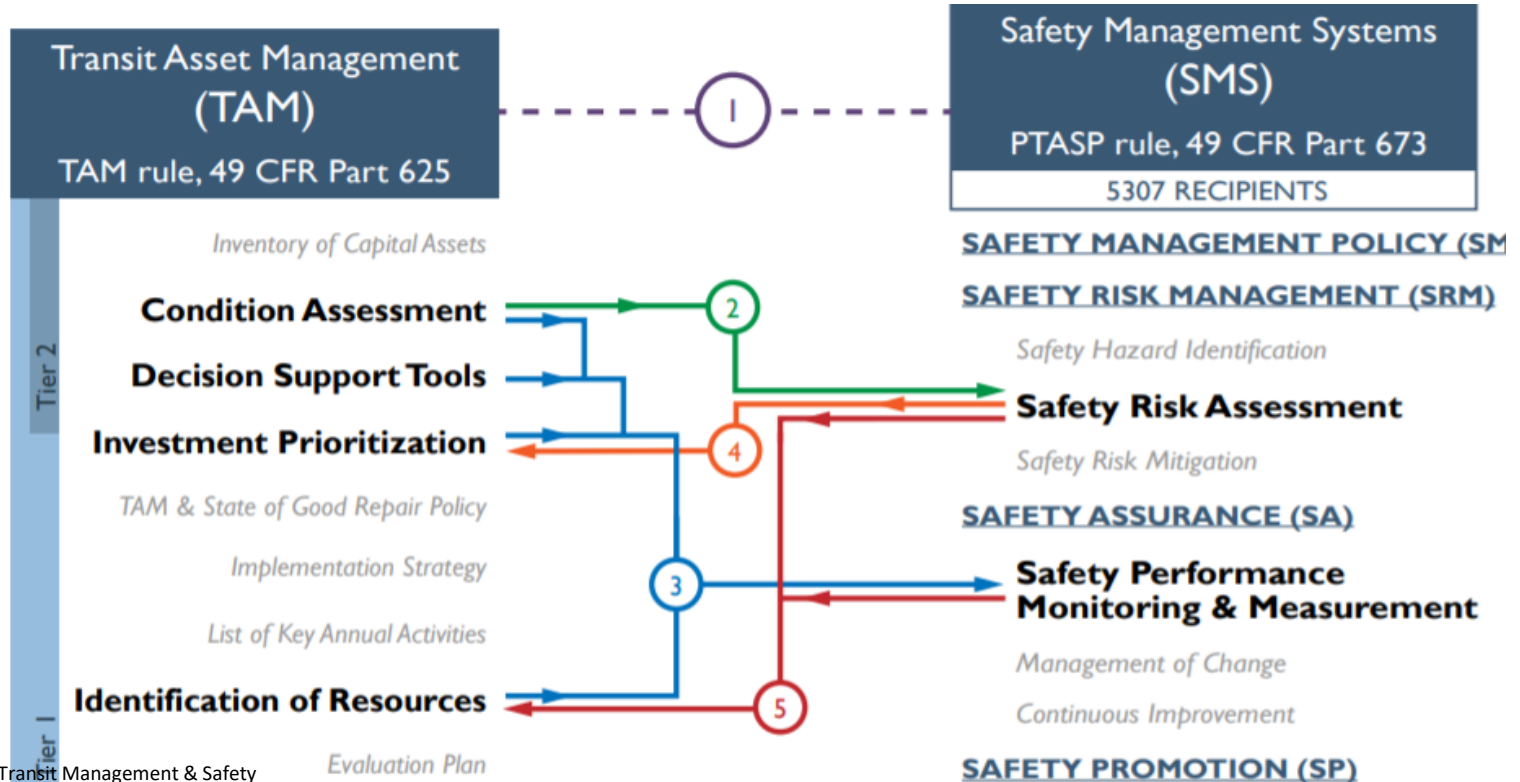 Transit Asset Management
(TAM)
TAM rule, 49 CFR Part 625
1
Safety Management Systems
(SMS)
PTASP rule, 49 CFR Part 673
5307 RECIPIENTS
Tier 2
Tier 1
Inventory of Capital Assets
Condition Assessment
Decision Support Tools
Investment Prioritization
TAM & State of Good Repair Policy
Implementation Strategy
List of Key Annual Activities
Identification of Resources
Evaluation Plan
2
4
3
5
SAFETY MANAGEMENT POLICY (SM
SAFETY RISK MANAGEMENT (SRM)
Safety Hazard Identification
Safety Risk Assessment
Safety Risk Mitigation
SAFETY ASSURANCE (SA)
Safety Performance
Monitoring & Measurement
Management of Change
Continuous Improvement
SAFETY PROMOTION (SP)
Transit Management & Safety